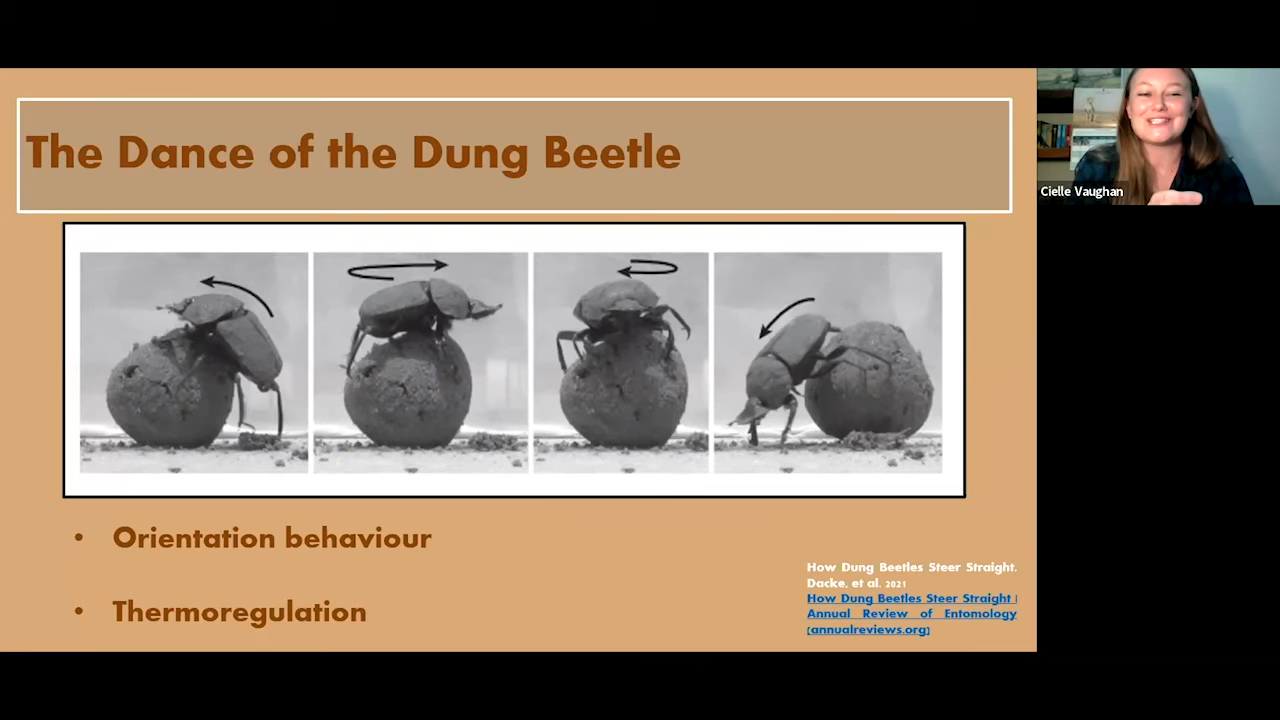 The Dance of the Dung Beetle
Cielle Vaughan
• Orientation behaviour
• Thermoregulation
How Dung Beetles Steer Straight.
Dacke, et al. 2021
How Dung Beetles Steer Straight |
Annual Review of Entomology
(annualreviews.org)